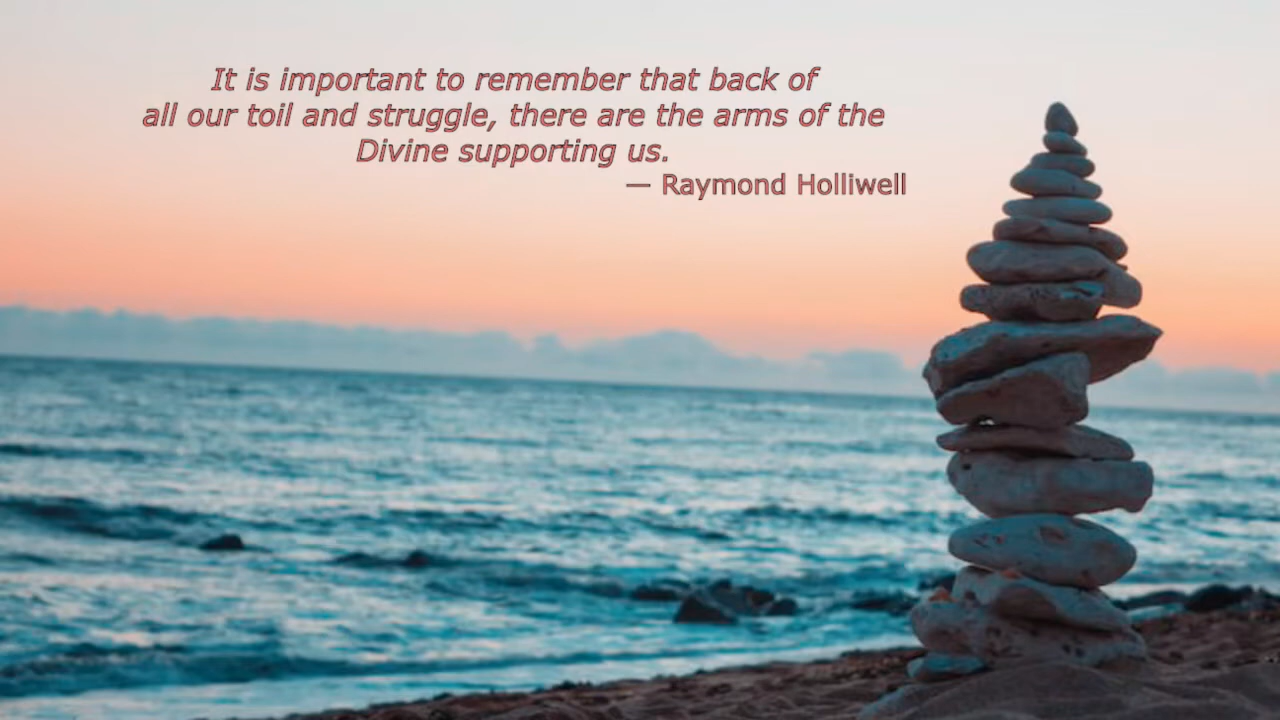 It is important to remember that back of
all our toil and struggle, there are the arms of the
Divine supporting us.
— Raymond Holliwell